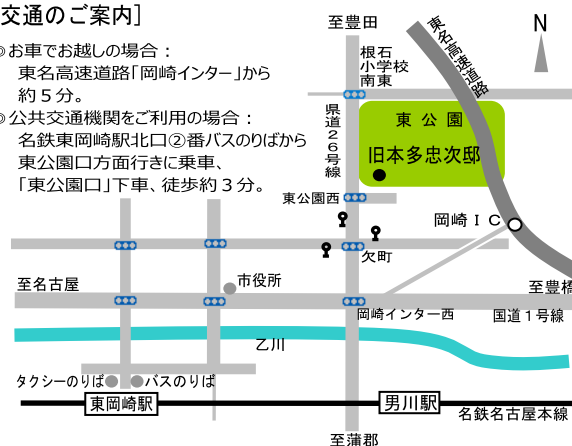 交通のご案内］
◎お車でお越しの場合：
東名高速道路「岡崎インター」から
約５分。
◎公共交通機関をご利用の場合：
名鉄東岡崎駅北口②番バスのりばから
東公園口方面行きに乗車、
「東公園口」下車、徒歩約３分。
至豊田
根石
小学校
南東
東名高速道路
N
県道２６号線
東公園
旧本多忠次邸
東公園西
岡崎ＩＣ
欠町
至名古屋
市役所
至豊橋
岡崎インター西
国道１号線
乙川
タクシーのりば
バスのりば
東岡崎駅
男川駅
名鉄名古屋本線
至蒲郡